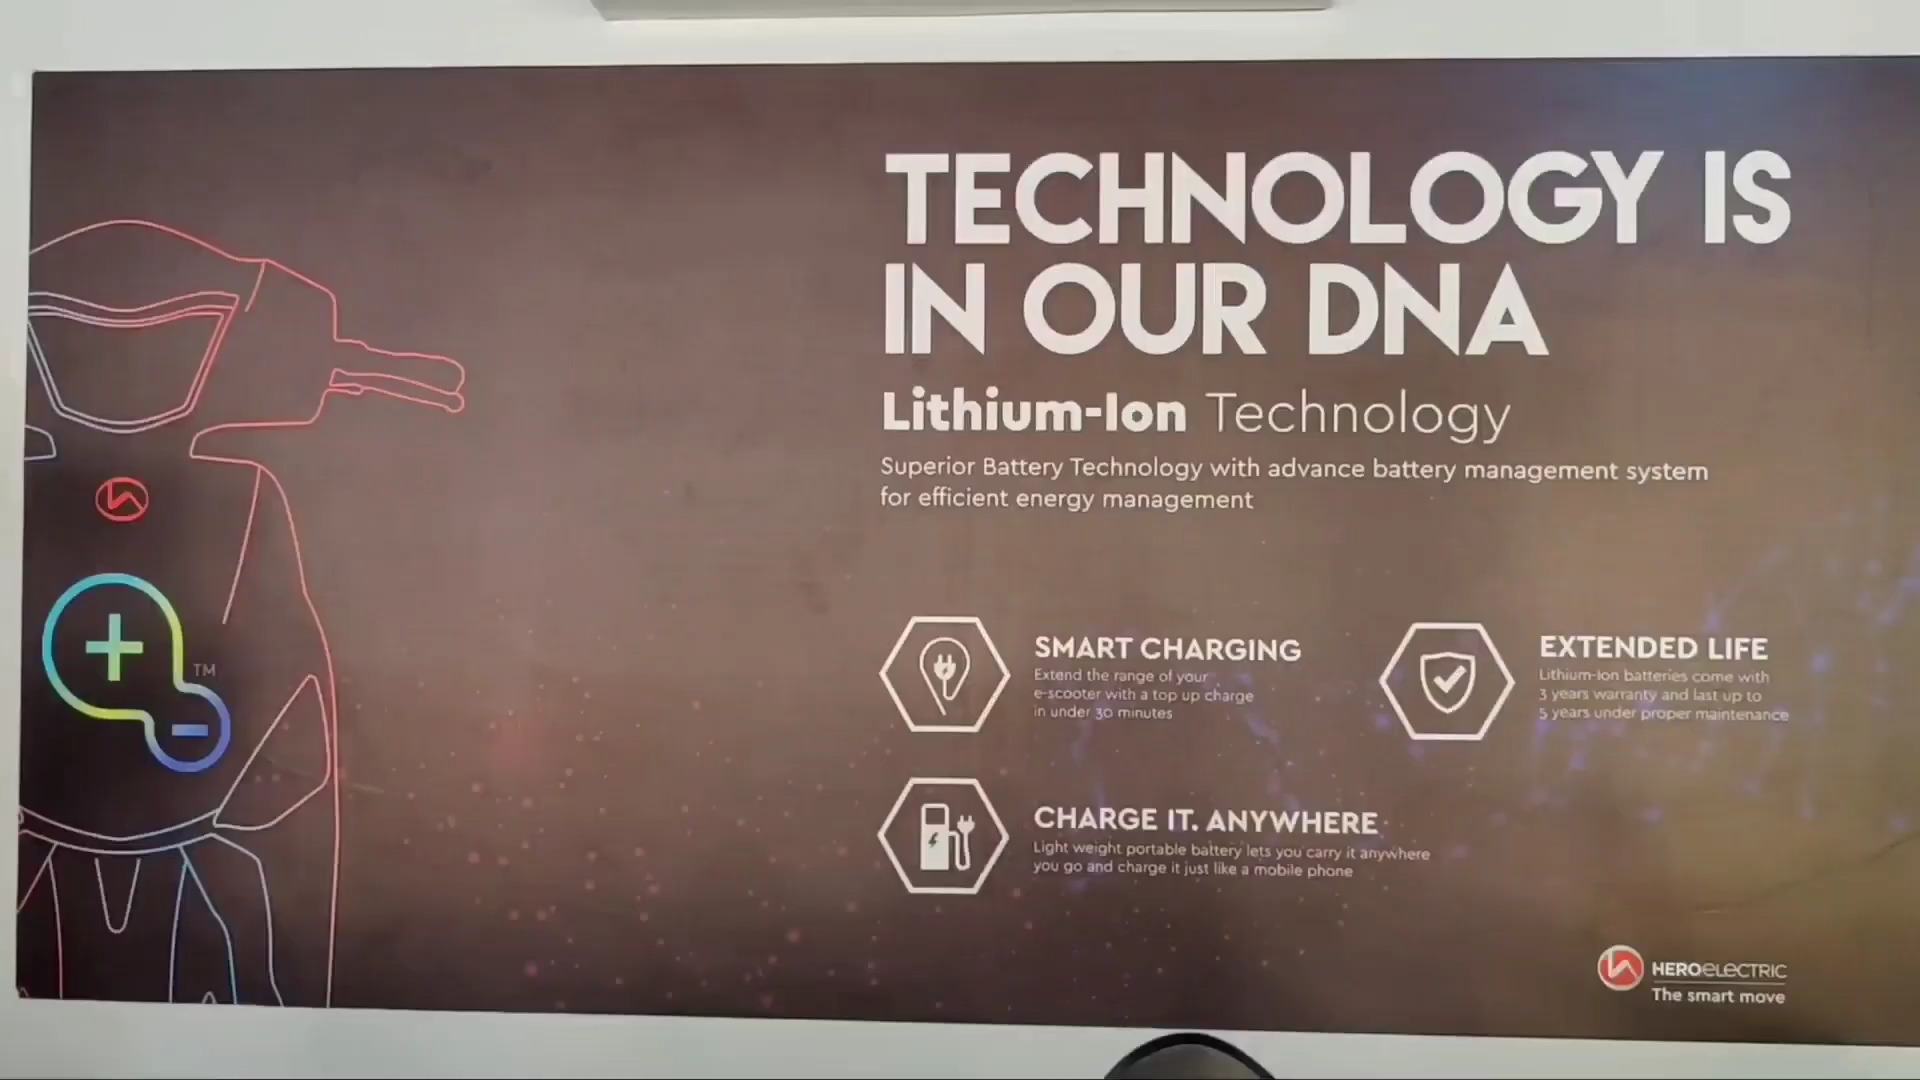 TECHNOLOGY IS
IN OUR DNA
Lithium-Ion Technology
Superior Battery Technology with advance battery management system
for efficient energy management
SMART CHARGING
Extend the range of your
e-scooter with a top up charge
in under 30 minutes
EXTENDED LIFE
Lithium-Ion batteries come with
3 years warranty and last up to
5 years under proper maintenance
CHARGE IT. ANYWHERE
Light weight portable battery lets you carry it anywhere
you go and charge it just like a mobile phone
TM
HERO ELECTRIC
The smart move